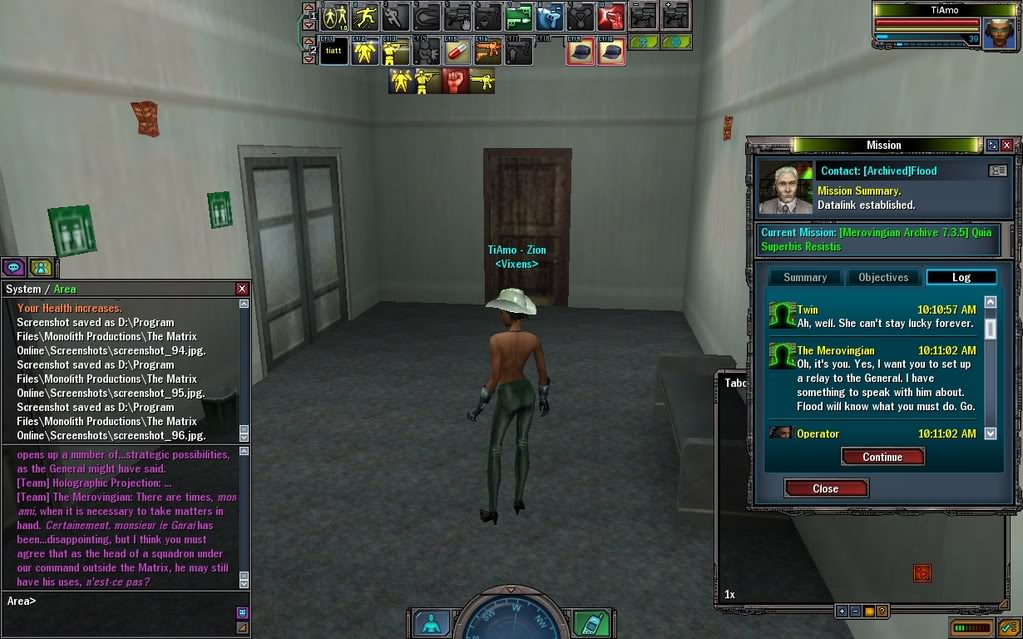 TiAmo
39
1
2
Ctrl
tiatt
1.0
TiAmo - Zion
<Vixens>
System / Area
Your Health increases.
Screenshot saved as D:\Program
Files\Monolith Productions\The Matrix
Online\Screenshots\screenshot_94.jpg.
Screenshot saved as D:\Program
Files\Monolith Productions\The Matrix
Online\Screenshots\screenshot_95.jpg.
Screenshot saved as D:\Program
Files\Monolith Productions\The Matrix
Online\Screenshots\screenshot_96.jpg.
opens up a number of...strategic possibilities,
as the General might have said.
[Team] Holographic Projection: ...
[Team] The Merovingian: There are times, mon
ami, when it is necessary to take matters in
hand. Certainement, monsieur le Gnral has
been...disappointing, but I think you must
agree that as the head of a squadron under
our command outside the Matrix, he may still
have his uses, n'est-ce pas?
Area>
Mission
Contact: [Archived]Flood
Mission Summary.
Datalink established.
Current Mission: [Merovingian Archive 7.3.5] Quia
Superbis Resistis
Summary
Objectives
Log
Twin 10:10:57 AM
Ah, well. She can't stay lucky forever.
The Merovingian 10:11:02 AM
Oh, it's you. Yes, I want you to set up
a relay to the General. I have
something to speak with him about.
Flood will know what you must do. Go.
Operator 10:11:02 AM
Continue
Close
Tabo
1x
SW
W
NW
S